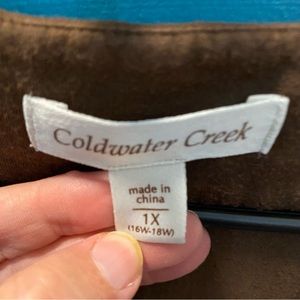 Coldwater Creek
made in
china
1X
(16W-18W)